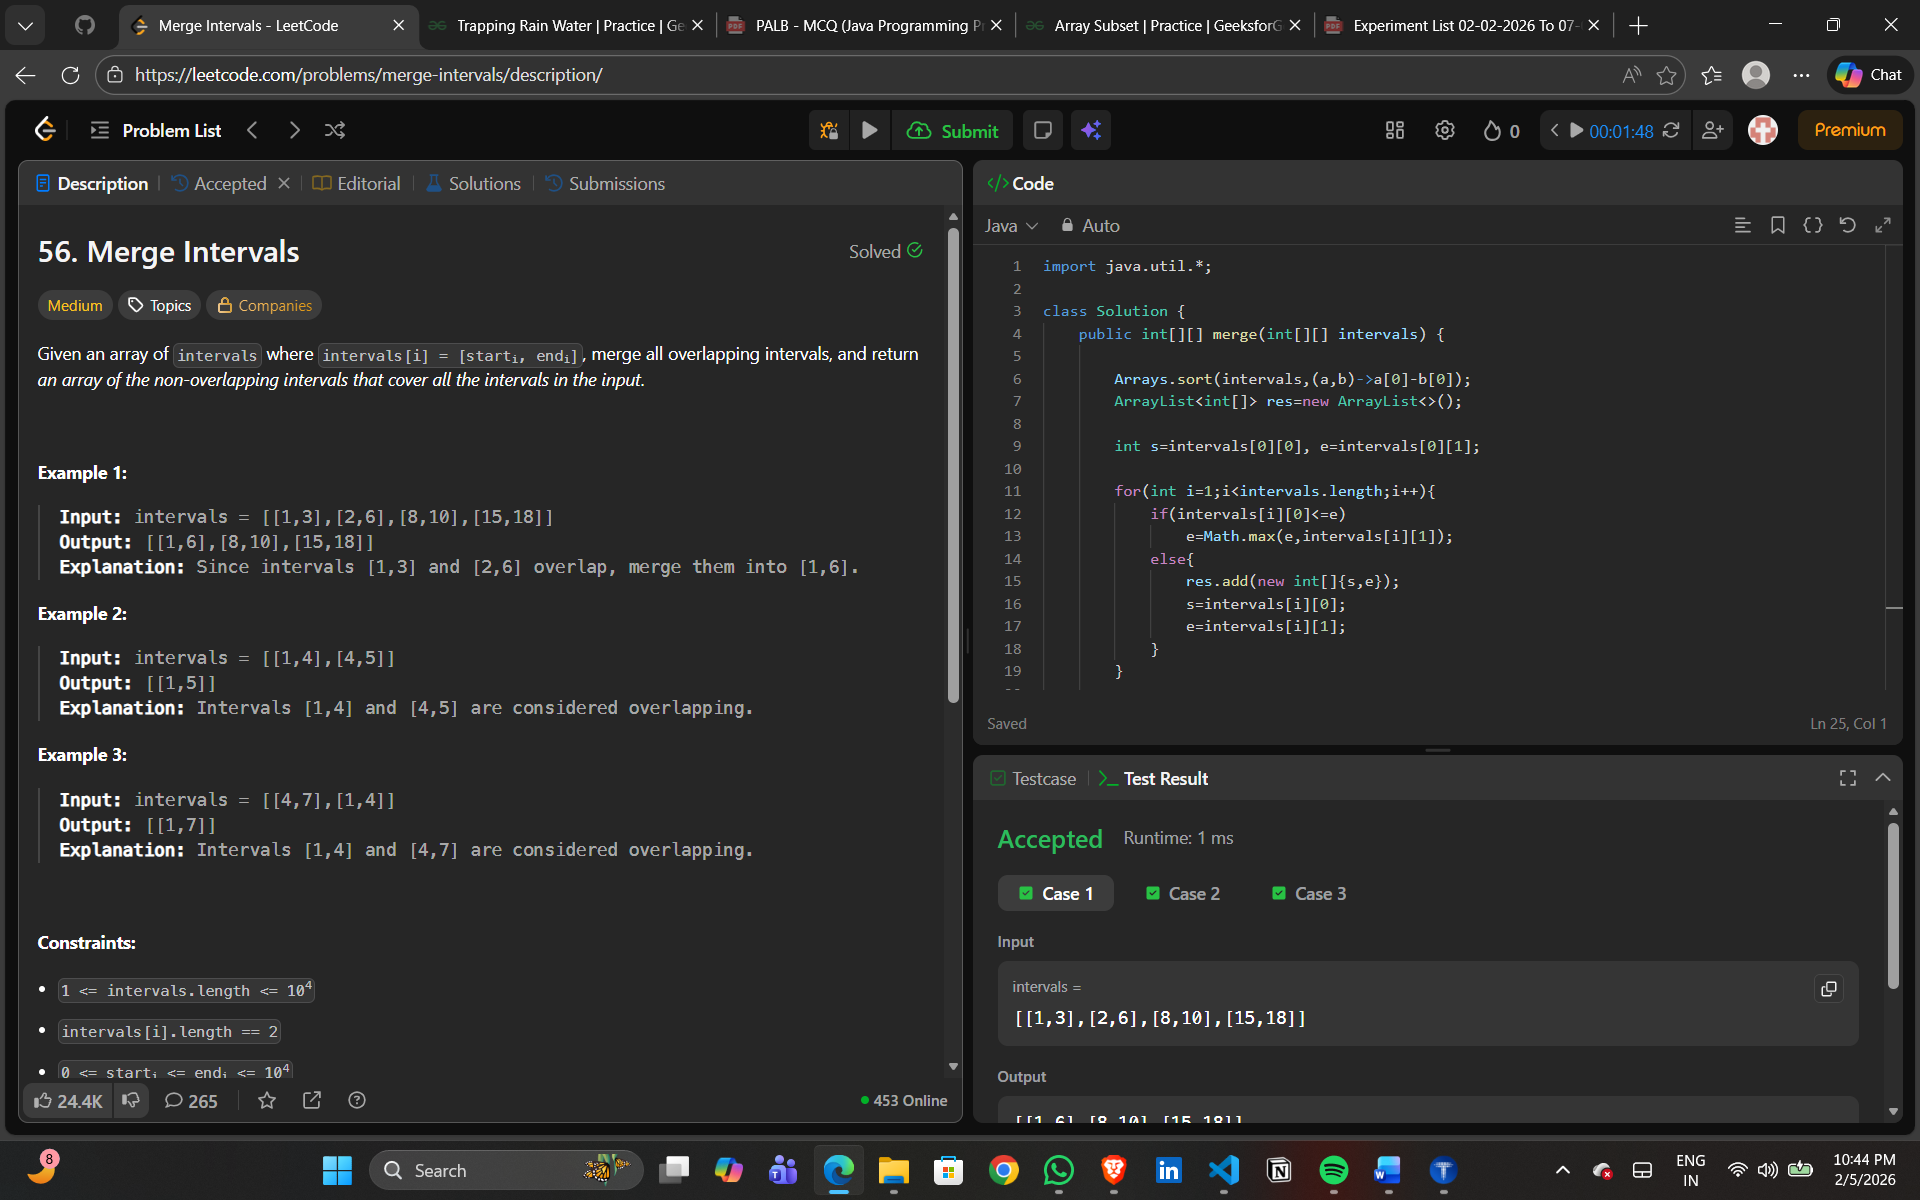 Merge Intervals - LeetCode
Trapping Rain Water | Practice | Ge
PALB - MCQ (Java Programming P
Array Subset | Practice | GeeksforG
Experiment List 02-02-2026 To 07-
https://leetcode.com/problems/merge-intervals/description/
Chat
Problem List
Submit
0
00:01:48
Premium
Description
Accepted
Editorial
Solutions
Submissions
56. Merge Intervals
Solved
Medium
Topics
Companies
Given an array of intervals where intervals[i] = [startᵢ, endᵢ], merge all overlapping intervals, and return
an array of the non-overlapping intervals that cover all the intervals in the input.
Example 1:
Input: intervals = [[1,3],[2,6],[8,10],[15,18]]
Output: [[1,6],[8,10],[15,18]]
Explanation: Since intervals [1,3] and [2,6] overlap, merge them into [1,6].
Example 2:
Input: intervals = [[1,4],[4,5]]
Output: [[1,5]]
Explanation: Intervals [1,4] and [4,5] are considered overlapping.
Example 3:
Input: intervals = [[4,7],[1,4]]
Output: [[1,7]]
Explanation: Intervals [1,4] and [4,7] are considered overlapping.
Constraints:
• 1 <= intervals.length <= 10⁴
• intervals[i].length == 2
• 0 <= startᵢ <= endᵢ <= 10⁴
24.4K
265
453 Online
Code
Java
Auto
1 import java.util.*;
2
3 class Solution {
4 public int[][] merge(int[][] intervals) {
5
6 Arrays.sort(intervals,(a,b)->a[0]-b[0]);
7 ArrayList<int[]> res=new ArrayList<>();
8
9 int s=intervals[0][0], e=intervals[0][1];
10
11 for(int i=1;i<intervals.length;i++){
12 if(intervals[i][0]<=e)
13 e=Math.max(e,intervals[i][1]);
14 else{
15 res.add(new int[]{s,e});
16 s=intervals[i][0];
17 e=intervals[i][1];
18 }
19 }
Saved
Ln 25, Col 1
Testcase
Test Result
Accepted
Runtime: 1 ms
Case 1
Case 2
Case 3
Input
intervals =
[[1,3],[2,6],[8,10],[15,18]]
Output
[[1,6],[8,10],[15,18]]
8
Search
ENG
IN
10:44 PM
2/5/2026